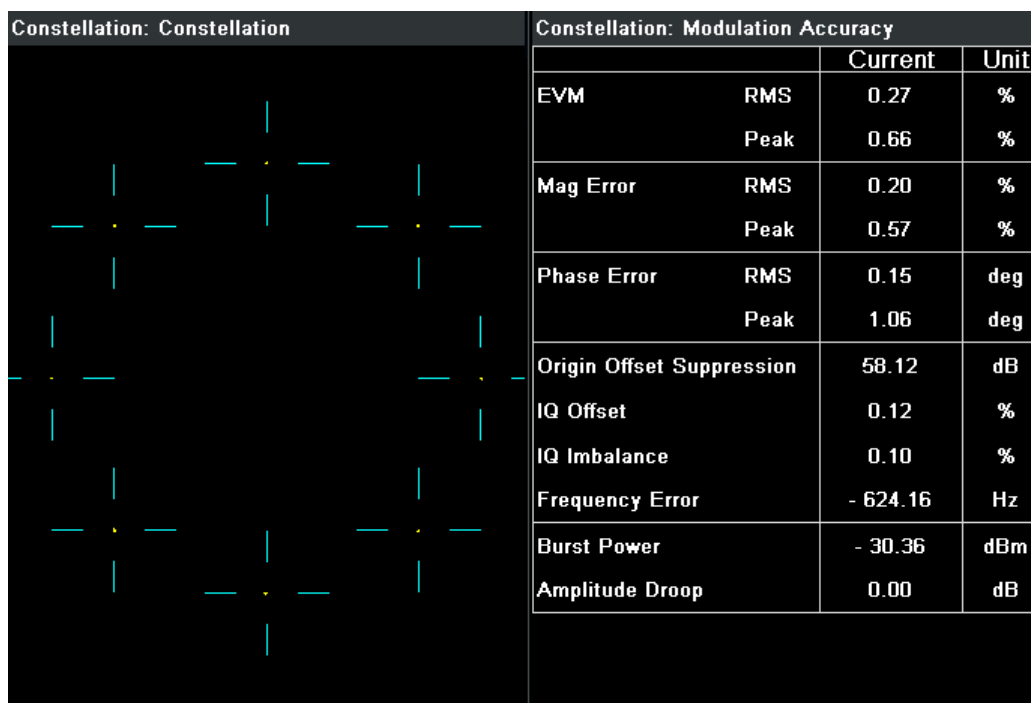 Constellation: Constellation
Constellation: Modulation Accuracy
Current Unit
EVM RMS 0.27 %
Peak 0.66 %
Mag Error RMS 0.20 %
Peak 0.57 %
Phase Error RMS 0.15 deg
Peak 1.06 deg
Origin Offset Suppression 58.12 dB
IQ Offset 0.12 %
IQ Imbalance 0.10 %
Frequency Error - 624.16 Hz
Burst Power - 30.36 dBm
Amplitude Droop 0.00 dB